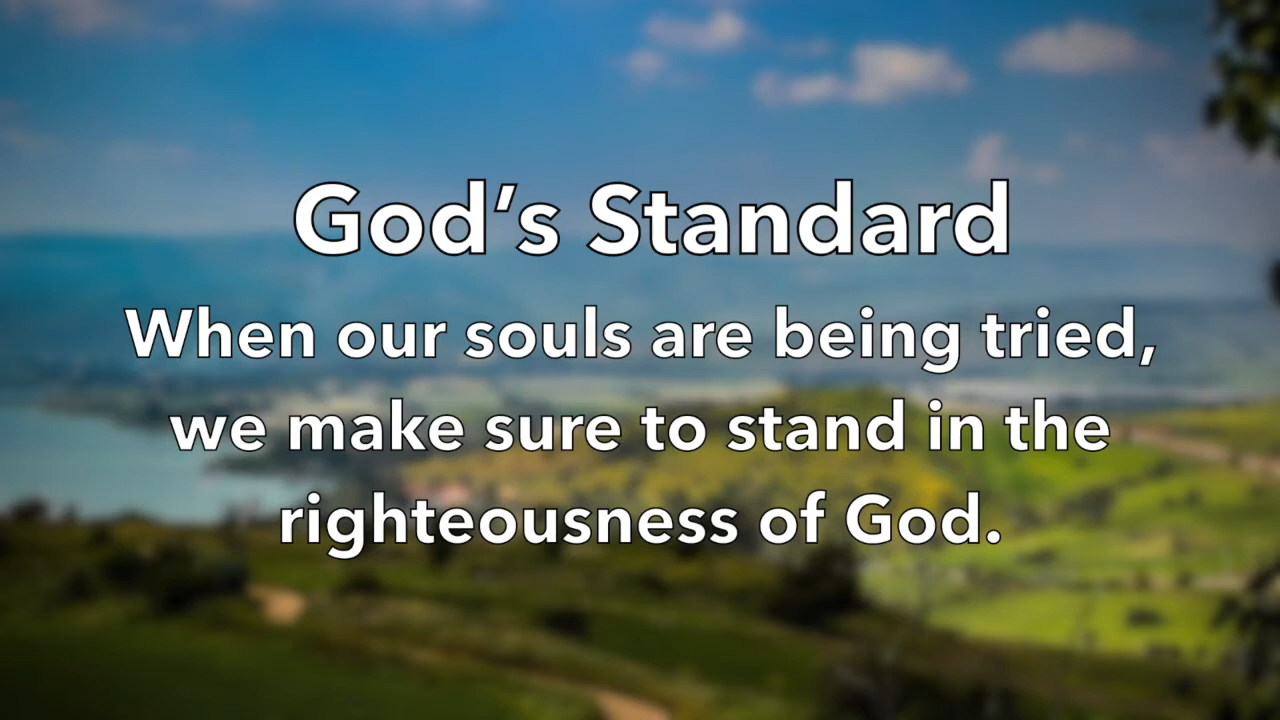 God’s Standard
When our souls are being tried,
we make sure to stand in the
righteousness of God.